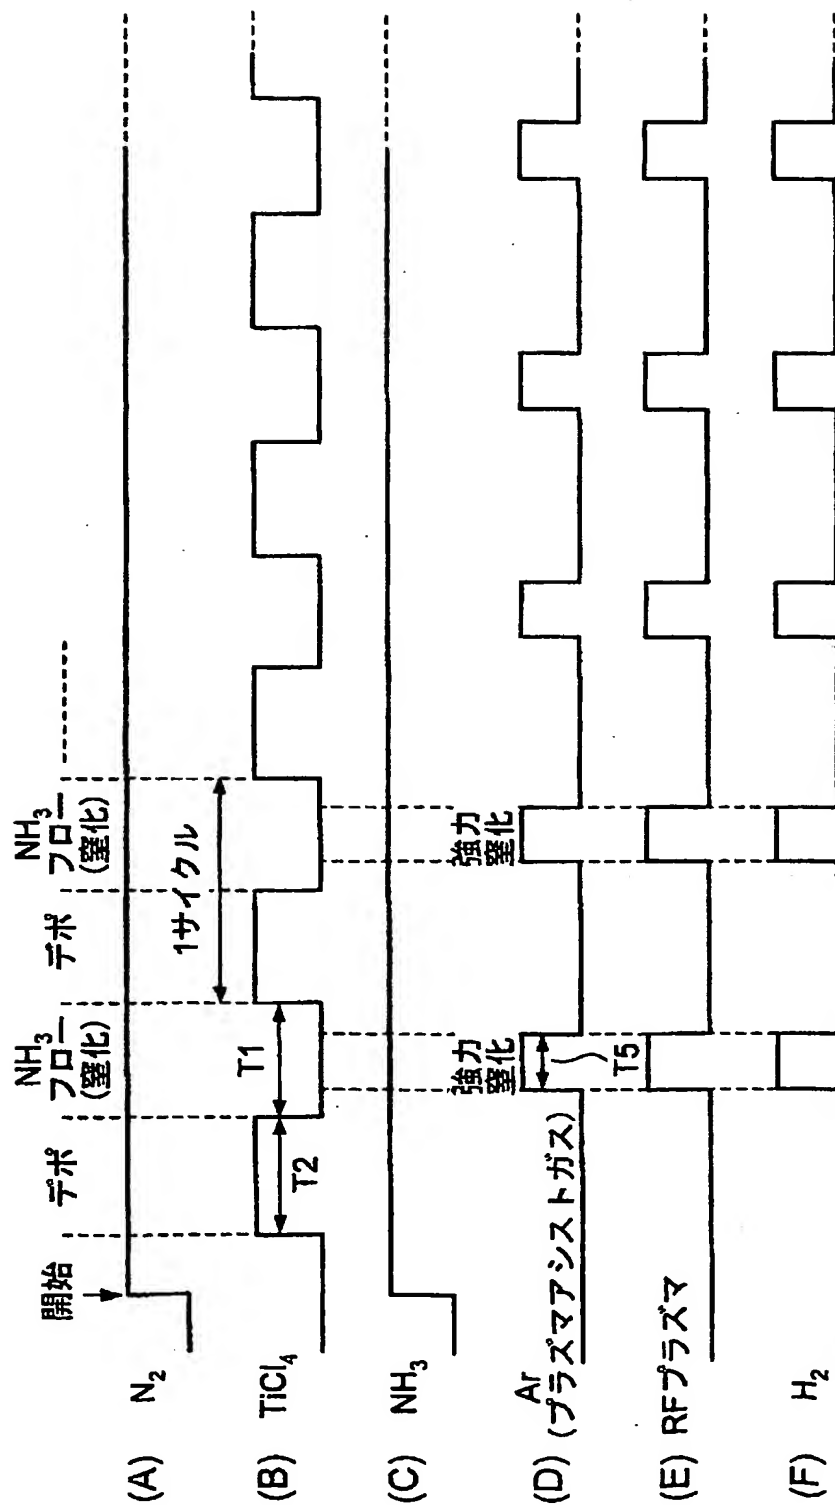 開始
デポ
NH₃
フロー
(窒化)
デポ
NH₃
フロー
(窒化)
(A) N₂
(B) TiCl₄
T2
T1
1サイクル
(C) NH₃
強力
窒化
強力
窒化
(D) Ar
(プラズマアシストガス)
T5
(E) RFプラズマ
(F) H₂